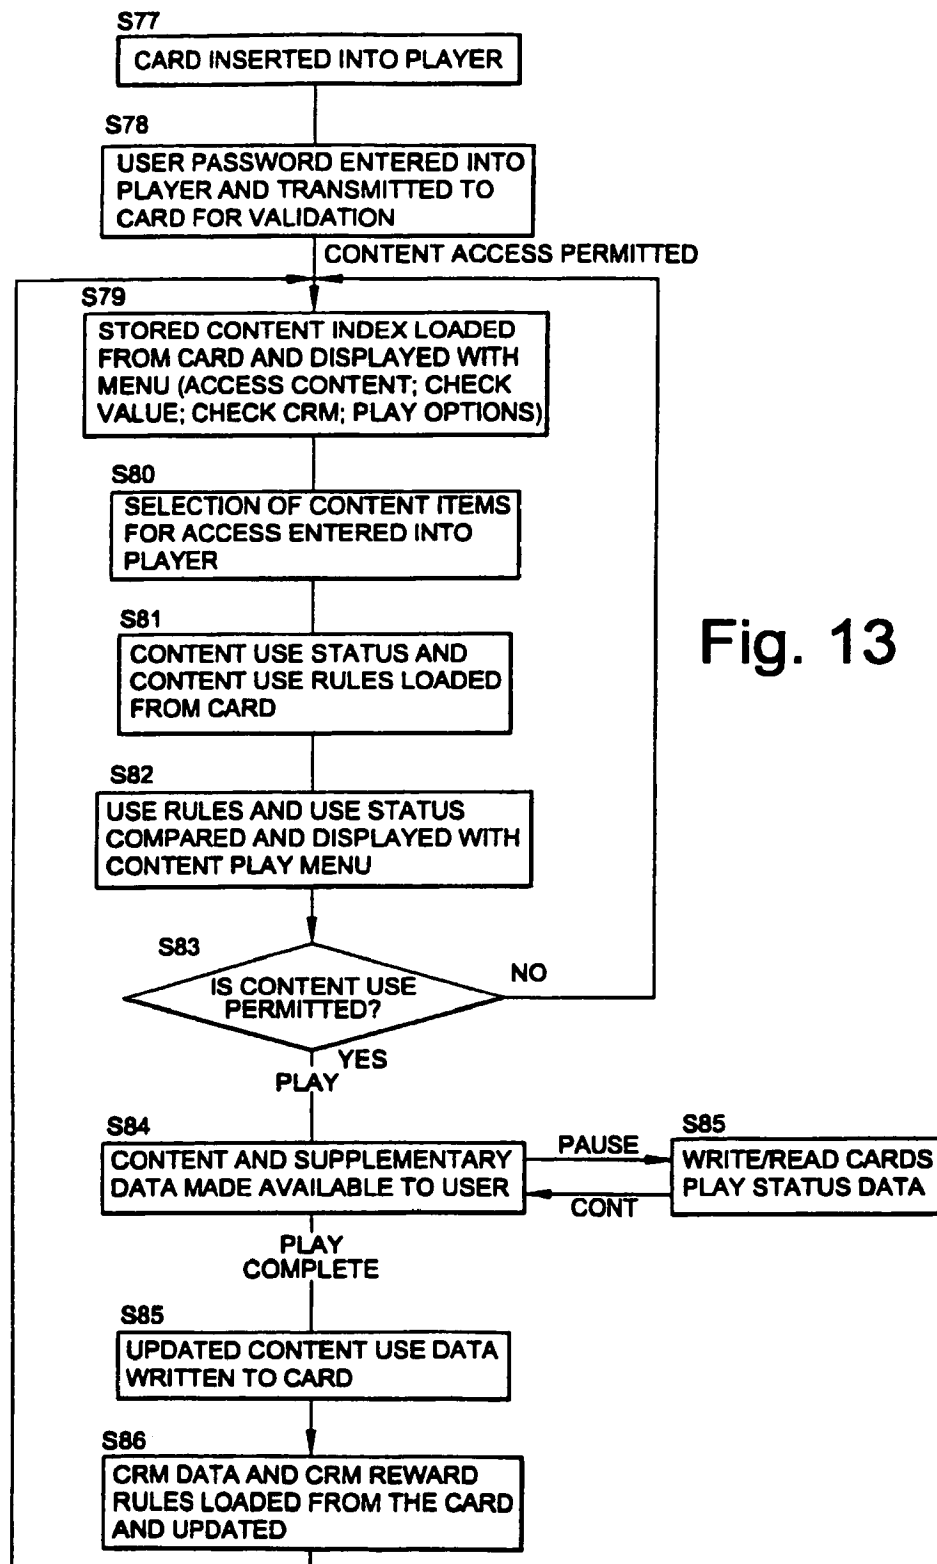 S77
CARD INSERTED INTO PLAYER
S78
USER PASSWORD ENTERED INTO
PLAYER AND TRANSMITTED TO
CARD FOR VALIDATION
CONTENT ACCESS PERMITTED
S79
STORED CONTENT INDEX LOADED
FROM CARD AND DISPLAYED WITH
MENU (ACCESS CONTENT; CHECK
VALUE; CHECK CRM; PLAY OPTIONS)
S80
SELECTION OF CONTENT ITEMS
FOR ACCESS ENTERED INTO
PLAYER
S81
CONTENT USE STATUS AND
CONTENT USE RULES LOADED
FROM CARD
Fig. 13
S82
USE RULES AND USE STATUS
COMPARED AND DISPLAYED WITH
CONTENT PLAY MENU
S83
IS CONTENT USE
PERMITTED?
NO
YES
PLAY
S84
CONTENT AND SUPPLEMENTARY
DATA MADE AVAILABLE TO USER
PAUSE
CONT
S85
WRITE/READ CARDS
PLAY STATUS DATA
PLAY
COMPLETE
S85
UPDATED CONTENT USE DATA
WRITTEN TO CARD
S86
CRM DATA AND CRM REWARD
RULES LOADED FROM THE CARD
AND UPDATED